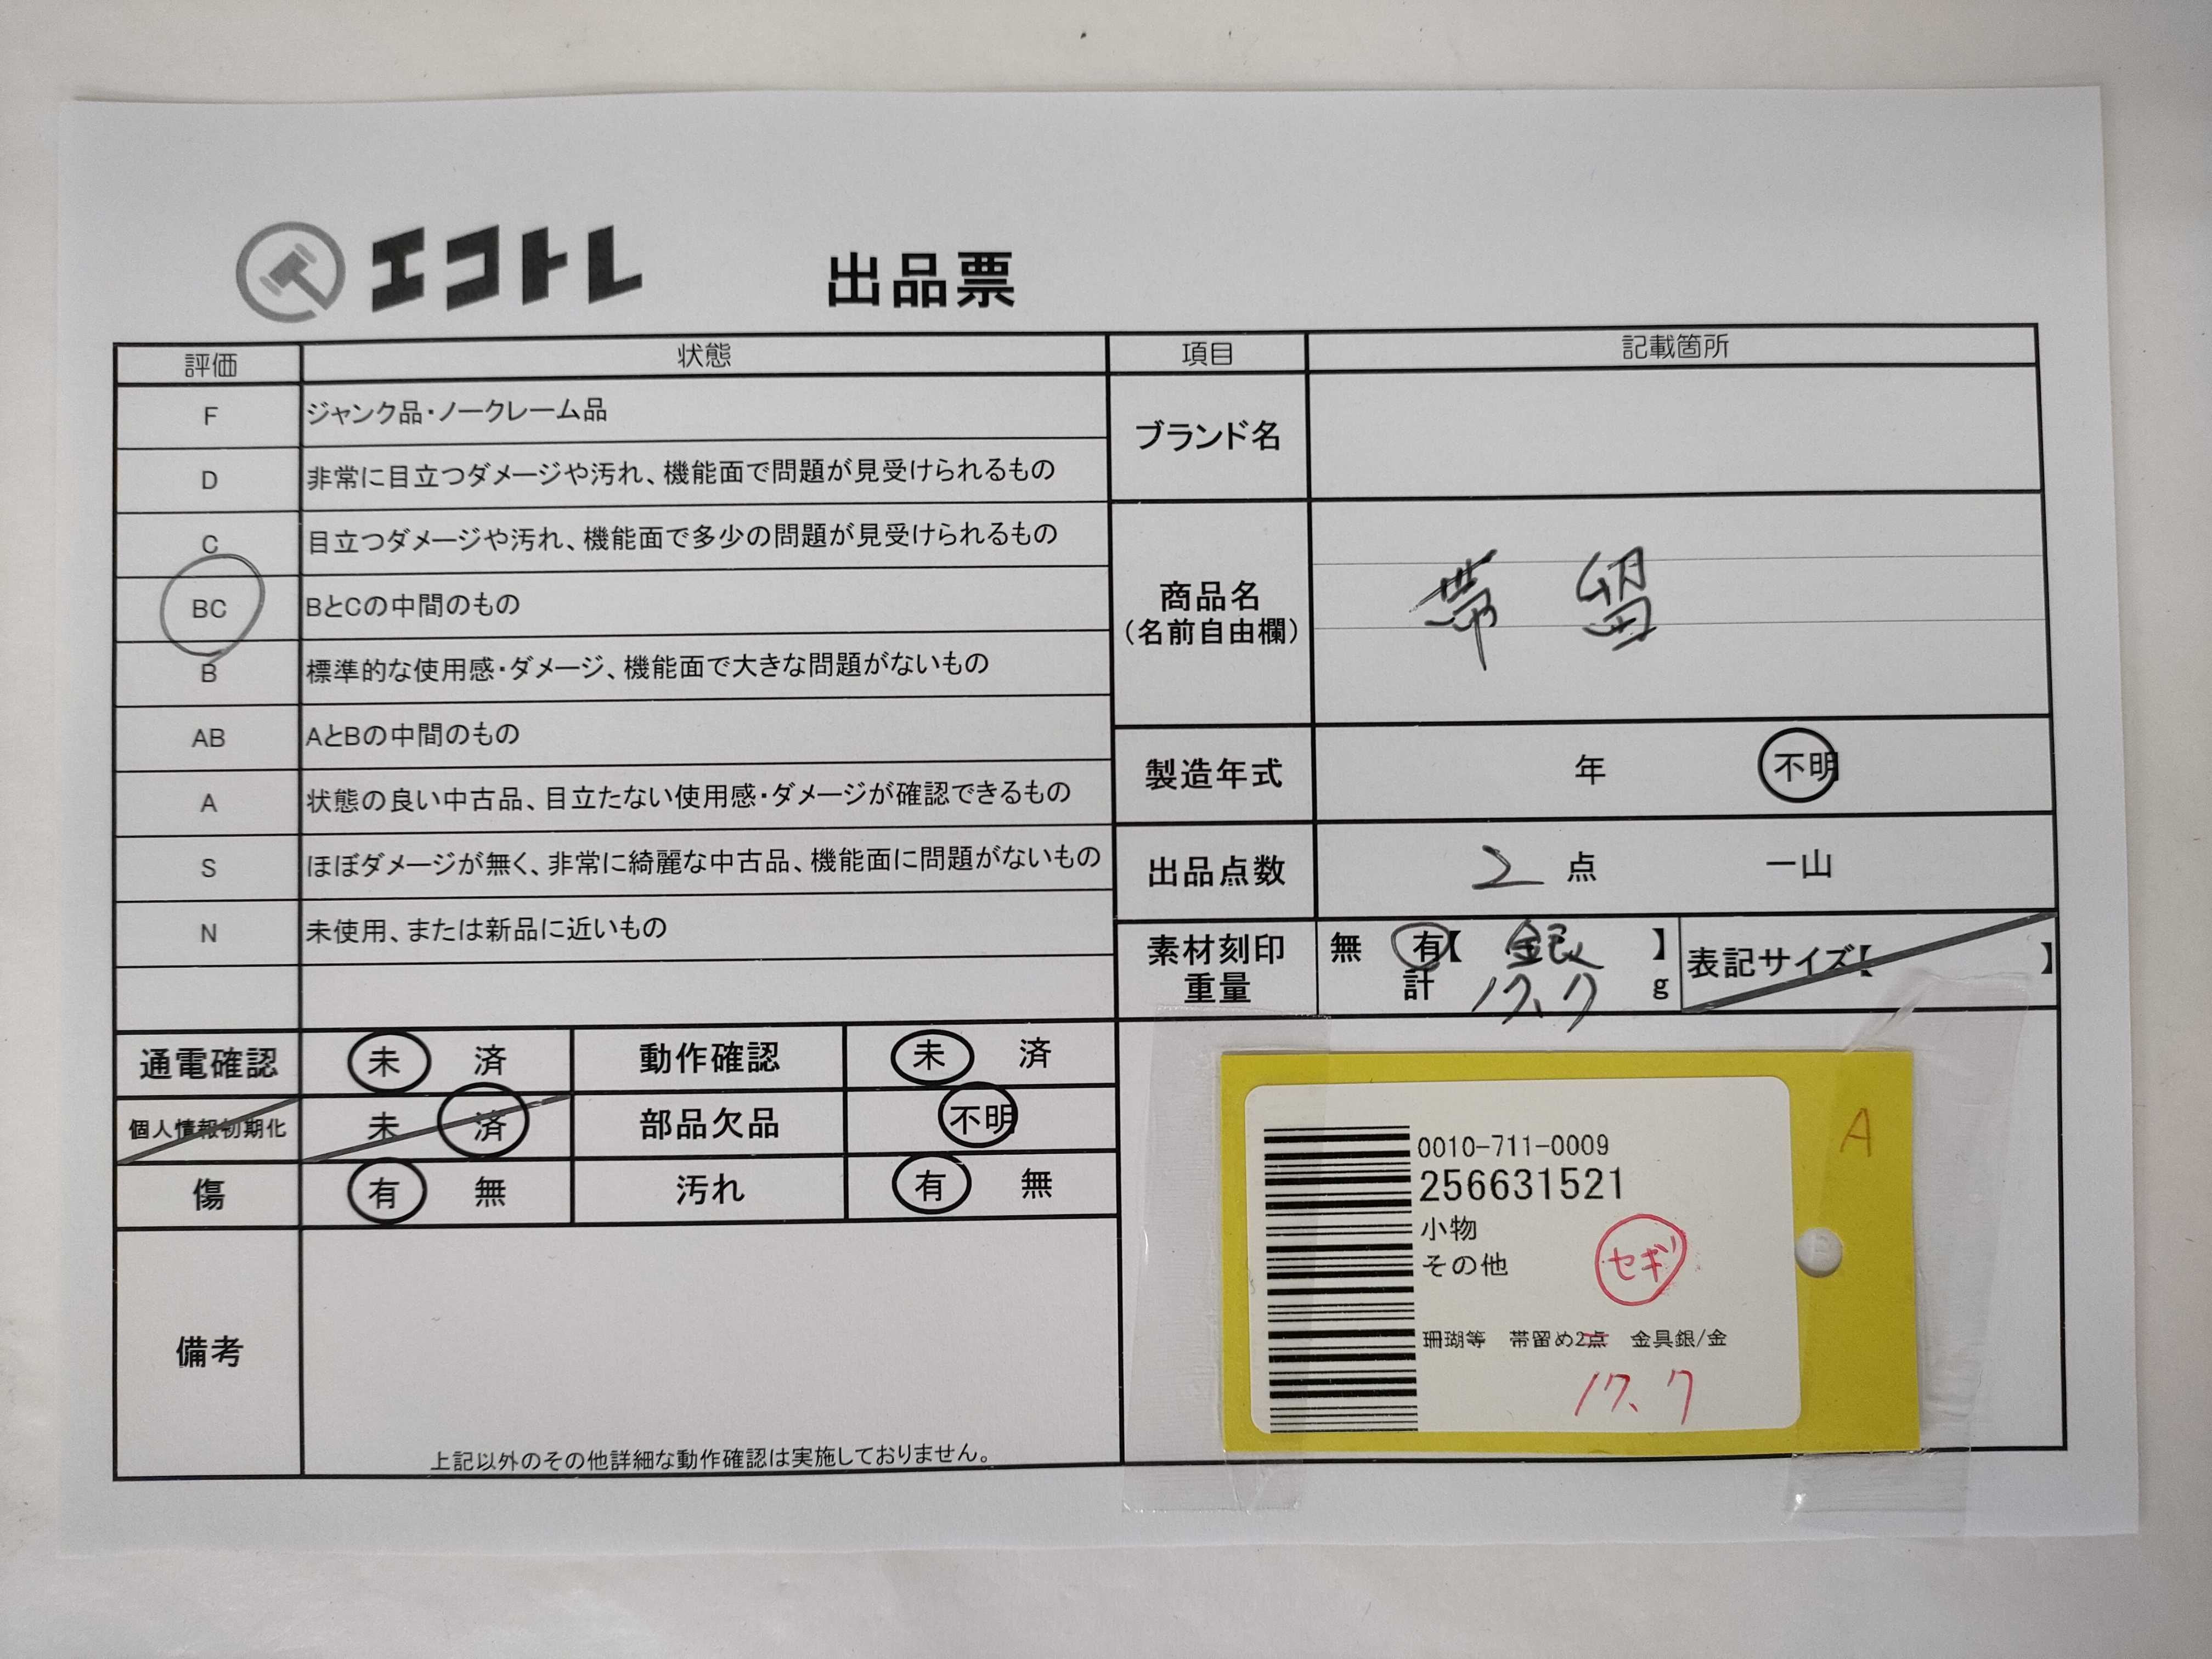 エコトレ 出品票
評価 状態 項目 記載箇所
F ジャンク品・ノークレーム品
D 非常に目立つダメージや汚れ、機能面で問題が見受けられるもの
C 目立つダメージや汚れ、機能面で多少の問題が見受けられるもの
BC BとCの中間のもの
B 標準的な使用感・ダメージ、機能面で大きな問題がないもの
AB AとBの中間のもの
A 状態の良い中古品、目立たない使用感・ダメージが確認できるもの
S ほぼダメージが無く、非常に綺麗な中古品、機能面に問題がないもの
N 未使用、または新品に近いもの
ブランド名
商品名
(名前自由欄)
帯留
製造年式 年 不明
出品点数 2 点 一山
素材刻印 無 有【 銀 】
重量 計 17.7 g
表記サイズ【 】
通電確認 未 済 動作確認 未 済
個人情報初期化 未 済 部品欠品 不明
傷 有 無 汚れ 有 無
備考
上記以外のその他詳細な動作確認は実施しておりません。
A
0010-711-0009
256631521
小物
その他
セギ
珊瑚等 帯留め2点 金具銀/金
17.7